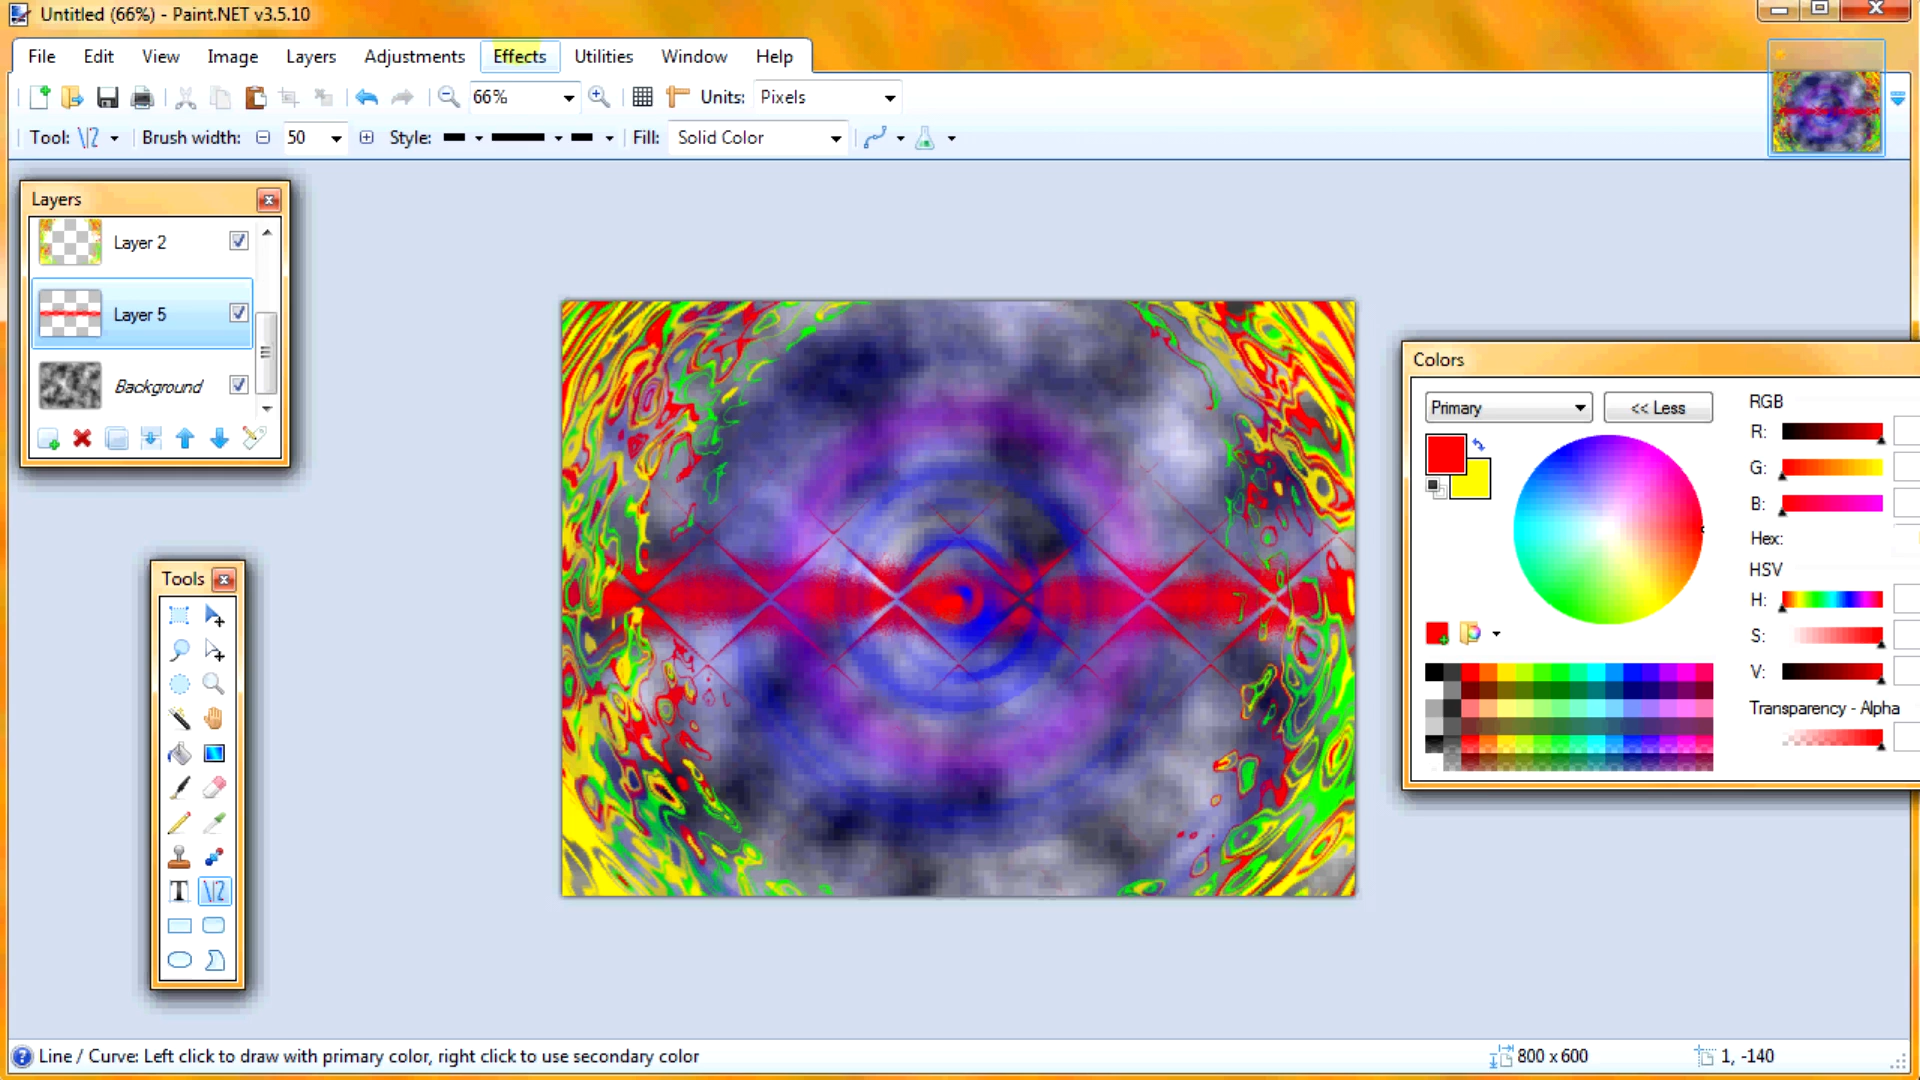 Untitled (66%) - Paint.NET v3.5.10
File Edit View Image Layers Adjustments Effects Utilities Window Help
66% Units: Pixels
Tool: Brush width: 50 Style: Fill: Solid Color
Layers
Layer 2
Layer 5
Background
Tools
Colors
Primary << Less RGB
R:
G:
B:
Hex:
HSV
H:
S:
V:
Transparency - Alpha
Line / Curve: Left click to draw with primary color, right click to use secondary color 800 x 600 1, -140